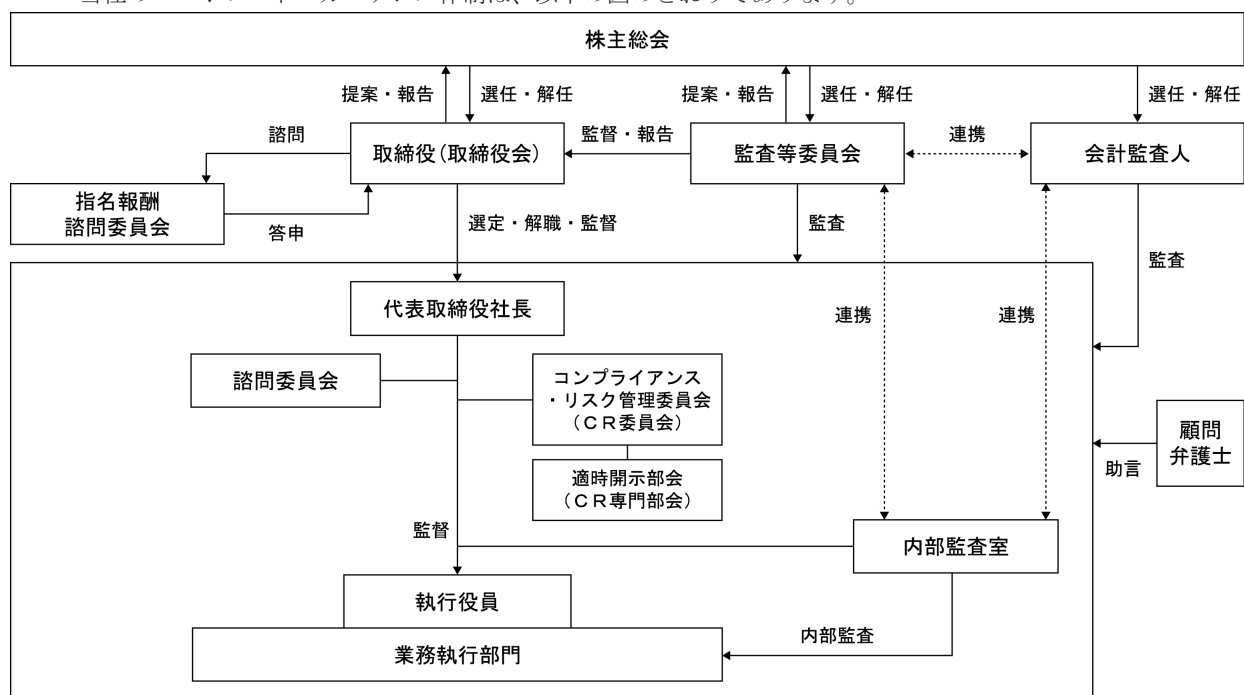 株主総会
提案・報告
選任・解任
提案・報告
選任・解任
選任・解任
諮問
取締役(取締役会)
監督・報告
監査等委員会
連携
会計監査人
指名報酬
諮問委員会
答申
選定・解職・監督
監査
監査
代表取締役社長
連携
連携
諮問委員会
コンプライアンス
・リスク管理委員会
(CR委員会)
顧問
弁護士
助言
適時開示部会
(CR専門部会)
監督
内部監査室
執行役員
内部監査
業務執行部門